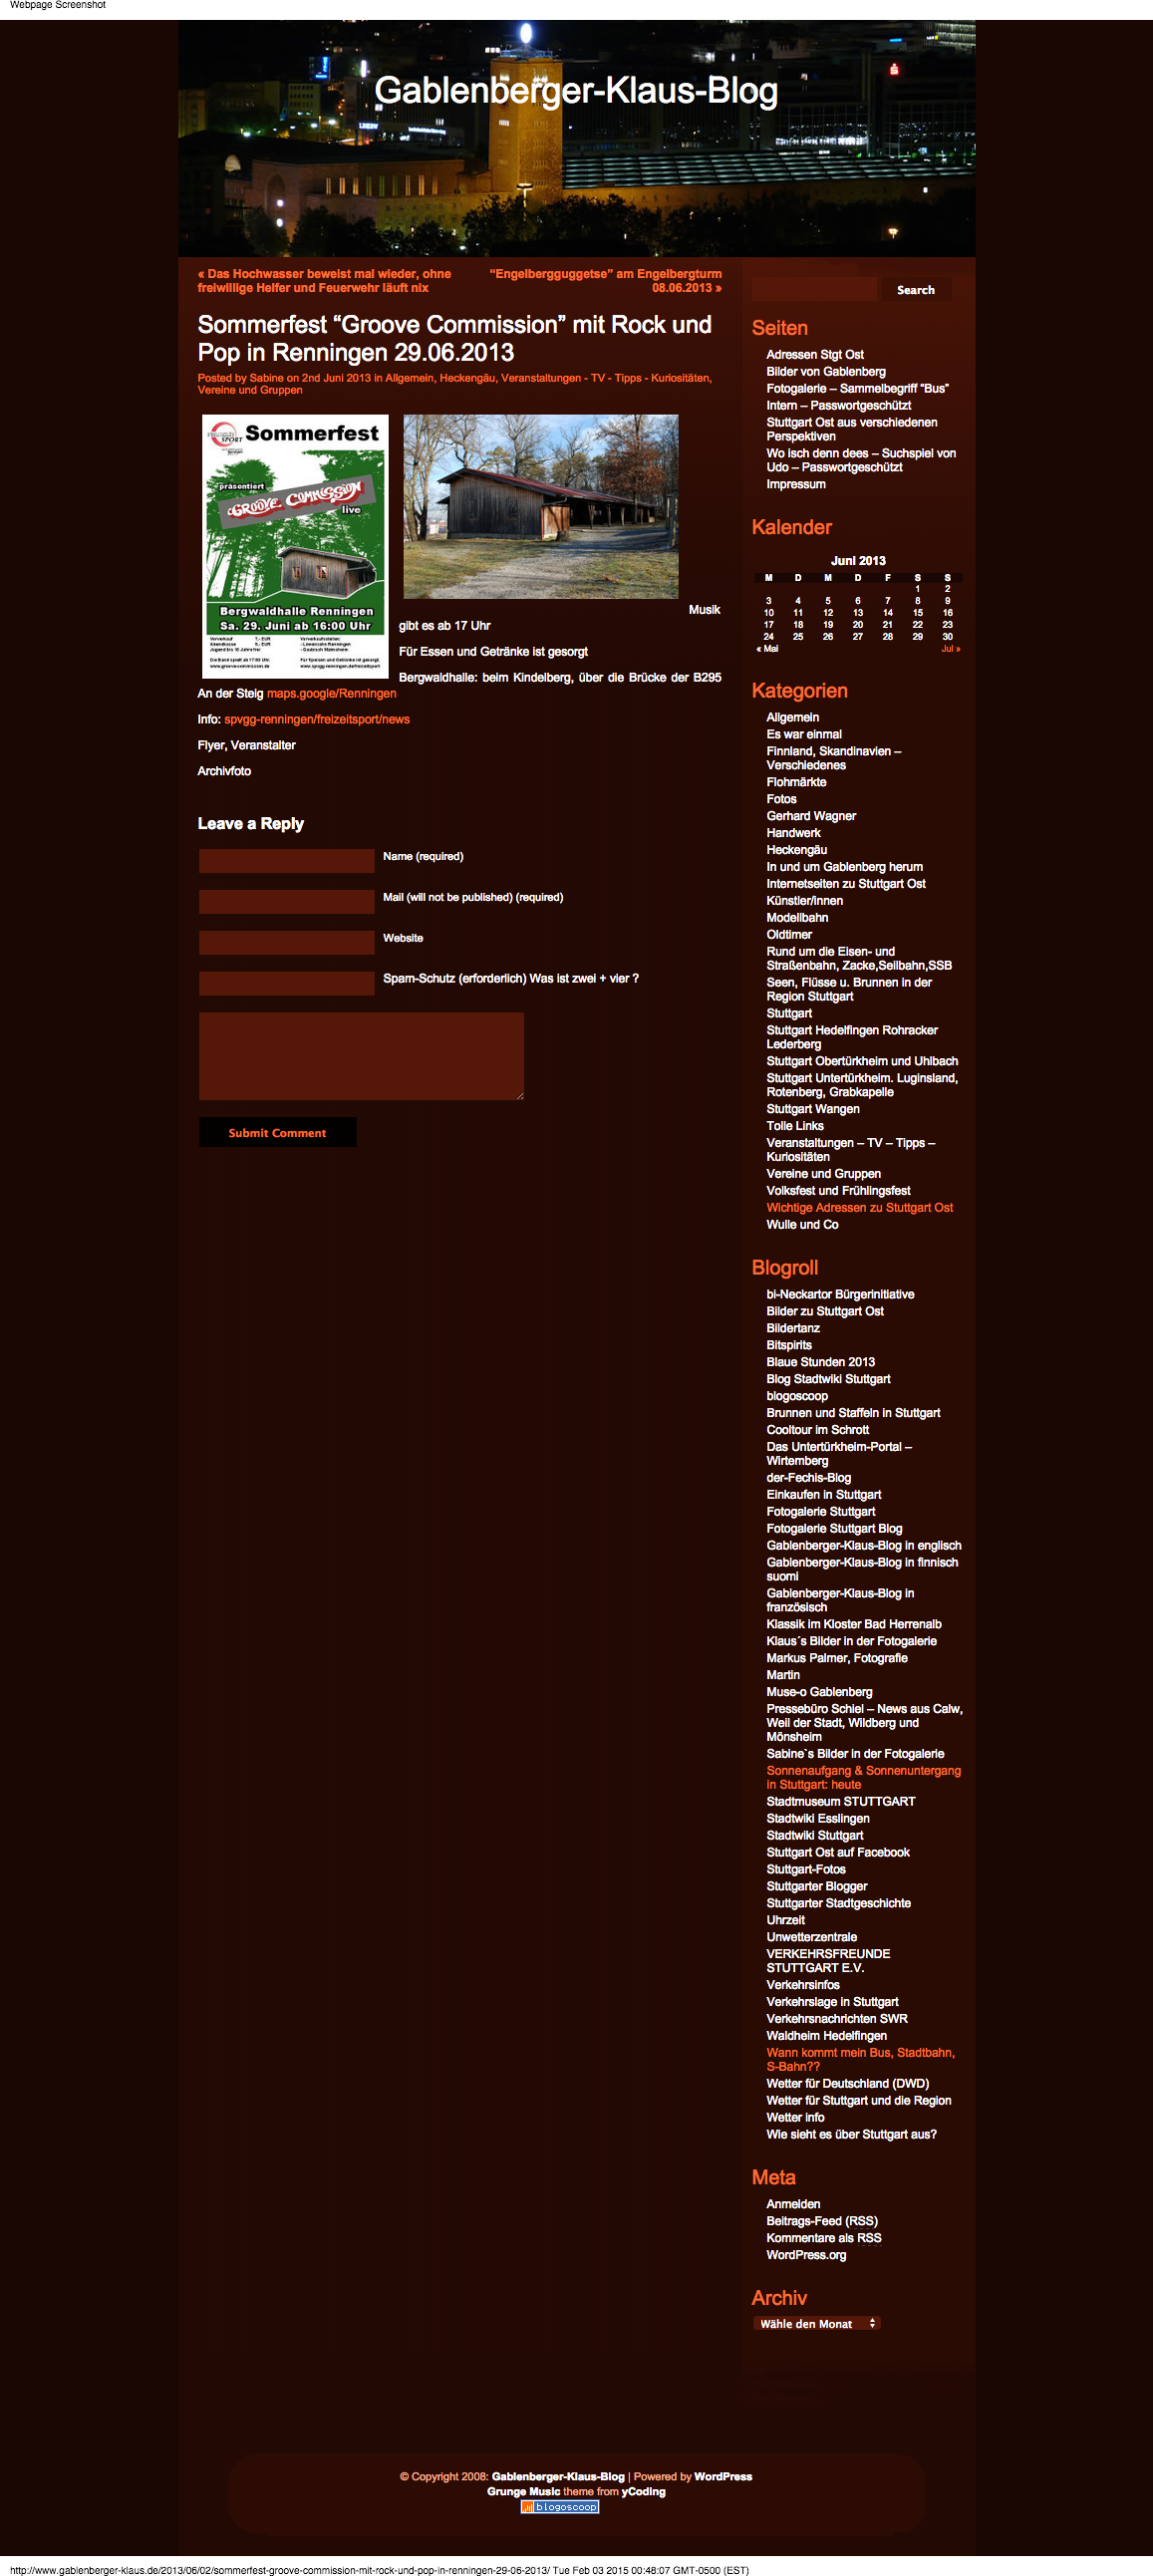 Webpage Screenshot
Gablenberger-Klaus-Blog
« Das Hochwasser beweist mal wieder, ohne
freiwillige Helfer und Feuerwehr läuft nix
“Engelbergguggetse” am Engelbergturm
08.06.2013 »
Sommerfest “Groove Commission” mit Rock und
Pop in Renningen 29.06.2013
Posted by Sabine on 2nd Juni 2013 in Allgemein, Heckengäu, Veranstaltungen - TV - Tipps - Kuriositäten,
Vereine und Gruppen
SPORT
Sommerfest
präsentiert
GROOVE COMMISSION
live
Bergwaldhalle Renningen
Sa. 29. Juni ab 16:00 Uhr
Musik
gibt es ab 17 Uhr
Für Essen und Getränke ist gesorgt
Bergwaldhalle: beim Kindelberg, über die Brücke der B295
An der Steig maps.google/Renningen
Info: spvgg-renningen/freizeitsport/news
Flyer, Veranstalter
Archivfoto
Leave a Reply
Name (required)
Mail (will not be published) (required)
Website
Spam-Schutz (erforderlich) Was ist zwei + vier ?
Submit Comment
Search
Seiten
Adressen Stgt Ost
Bilder von Gablenberg
Fotogalerie – Sammelbegriff “Bus”
Intern – Passwortgeschützt
Stuttgart Ost aus verschiedenen
Perspektiven
Wo isch denn dees – Suchspiel von
Udo – Passwortgeschützt
Impressum
Kalender
Juni 2013
M D M D F S S
1 2
3 4 5 6 7 8 9
10 11 12 13 14 15 16
17 18 19 20 21 22 23
24 25 26 27 28 29 30
« Mai Jul »
Kategorien
Allgemein
Es war einmal
Finnland, Skandinavien –
Verschiedenes
Flohmärkte
Fotos
Gerhard Wagner
Handwerk
Heckengäu
In und um Gablenberg herum
Internetseiten zu Stuttgart Ost
Künstler/innen
Modellbahn
Oldtimer
Rund um die Eisen- und
Straßenbahn, Zacke,Seilbahn,SSB
Seen, Flüsse u. Brunnen in der
Region Stuttgart
Stuttgart
Stuttgart Hedelfingen Rohracker
Lederberg
Stuttgart Obertürkheim und Uhlbach
Stuttgart Untertürkheim. Luginsland,
Rotenberg, Grabkapelle
Stuttgart Wangen
Tolle Links
Veranstaltungen – TV – Tipps –
Kuriositäten
Vereine und Gruppen
Volksfest und Frühlingsfest
Wichtige Adressen zu Stuttgart Ost
Wulle und Co
Blogroll
bi-Neckartor Bürgerinitiative
Bilder zu Stuttgart Ost
Bildertanz
Bitspirits
Blaue Stunden 2013
Blog Stadtwiki Stuttgart
blogoscoop
Brunnen und Staffeln in Stuttgart
Cooltour im Schrott
Das Untertürkheim-Portal –
Wirtemberg
der-Fechis-Blog
Einkaufen in Stuttgart
Fotogalerie Stuttgart
Fotogalerie Stuttgart Blog
Gablenberger-Klaus-Blog in englisch
Gablenberger-Klaus-Blog in finnisch
suomi
Gablenberger-Klaus-Blog in
französisch
Klassik im Kloster Bad Herrenalb
Klaus´s Bilder in der Fotogalerie
Markus Palmer, Fotografie
Martin
Muse-o Gablenberg
Pressebüro Schiel – News aus Calw,
Weil der Stadt, Wildberg und
Mönsheim
Sabine`s Bilder in der Fotogalerie
Sonnenaufgang & Sonnenuntergang
in Stuttgart: heute
Stadtmuseum STUTTGART
Stadtwiki Esslingen
Stadtwiki Stuttgart
Stuttgart Ost auf Facebook
Stuttgart-Fotos
Stuttgarter Blogger
Stuttgarter Stadtgeschichte
Uhrzeit
Unwetterzentrale
VERKEHRSFREUNDE
STUTTGART E.V.
Verkehrsinfos
Verkehrslage in Stuttgart
Verkehrsnachrichten SWR
Waldheim Hedelfingen
Wann kommt mein Bus, Stadtbahn,
S-Bahn??
Wetter für Deutschland (DWD)
Wetter für Stuttgart und die Region
Wetter info
Wie sieht es über Stuttgart aus?
Meta
Anmelden
Beitrags-Feed (RSS)
Kommentare als RSS
WordPress.org
Archiv
Wähle den Monat
© Copyright 2008: Gablenberger-Klaus-Blog | Powered by WordPress
Grunge Music theme from yCoding
blogoscoop
http://www.gablenberger-klaus.de/2013/06/02/sommerfest-groove-commission-mit-rock-und-pop-in-renningen-29-06-2013/ Tue Feb 03 2015 00:48:07 GMT-0500 (EST)